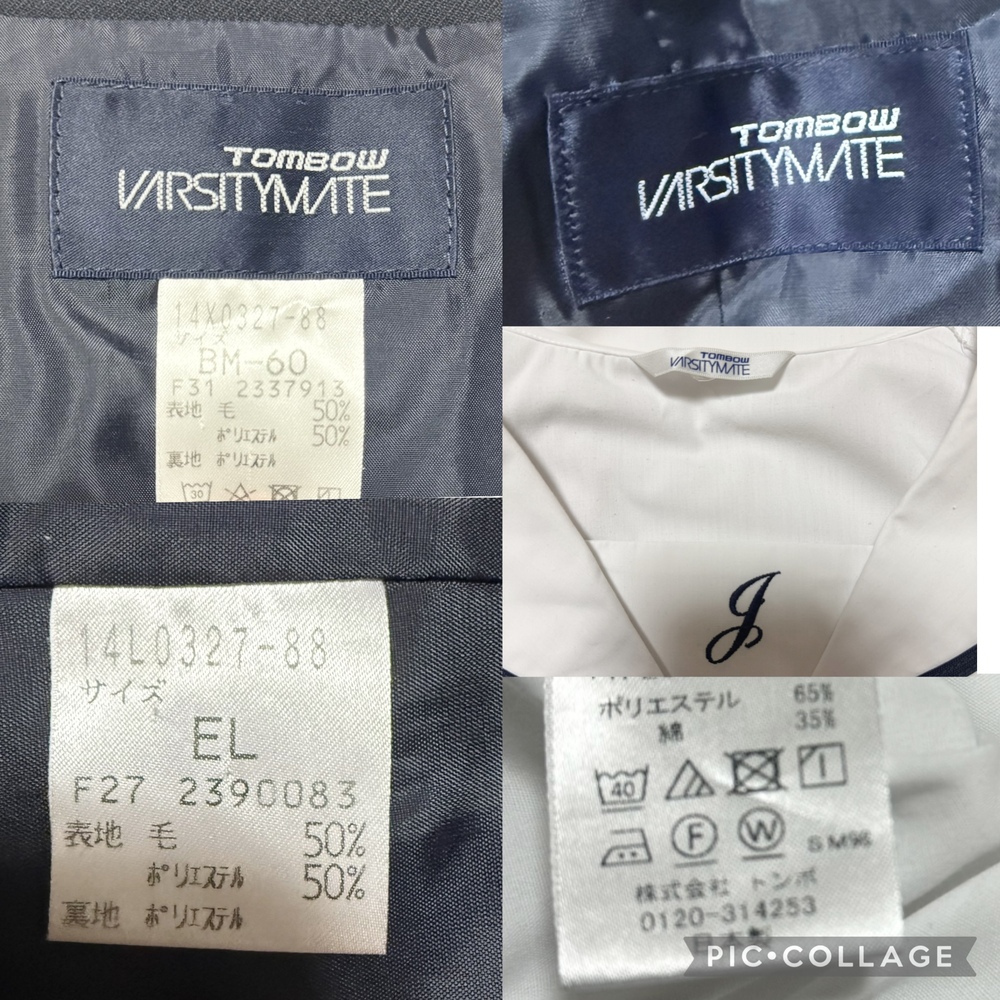 TOMBOW
VARSITYMATE
14X0327-88
サイズ
BM-60
F31 2337913
表地 毛 50%
ポリエステル 50%
裏地 ポリエステル
30
TOMBOW
VARSITYMATE
TOMBOW
VARSITYMATE
J
14L0327-88
サイズ
EL
F27 2390083
表地 毛 50%
ポリエステル 50%
裏地 ポリエステル
ポリエステル 65%
綿 35%
40
F W SM96
株式会社 トンボ
0120-314253
日本製
PIC•COLLAGE